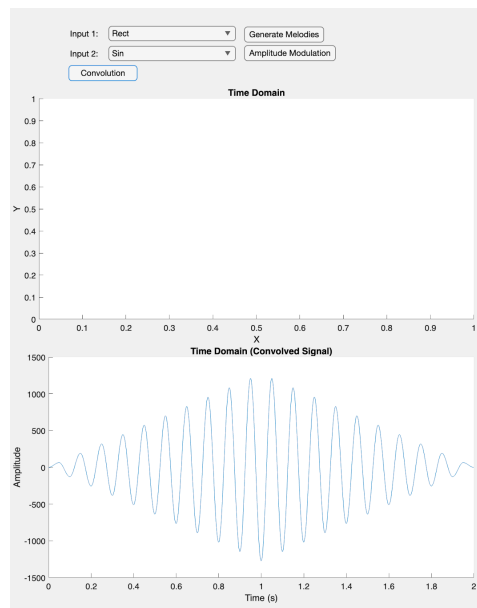 Input 1: Rect Generate Melodies
Input 2: Sin Amplitude Modulation
Convolution
Time Domain
1
0.9
0.8
0.7
0.6
Y
0.5
0.4
0.3
0.2
0.1
0
0 0.1 0.2 0.3 0.4 0.5 0.6 0.7 0.8 0.9 1
X
Time Domain (Convolved Signal)
1500
1000
500
Amplitude
0
-500
-1000
-1500
0 0.2 0.4 0.6 0.8 1 1.2 1.4 1.6 1.8 2
Time (s)